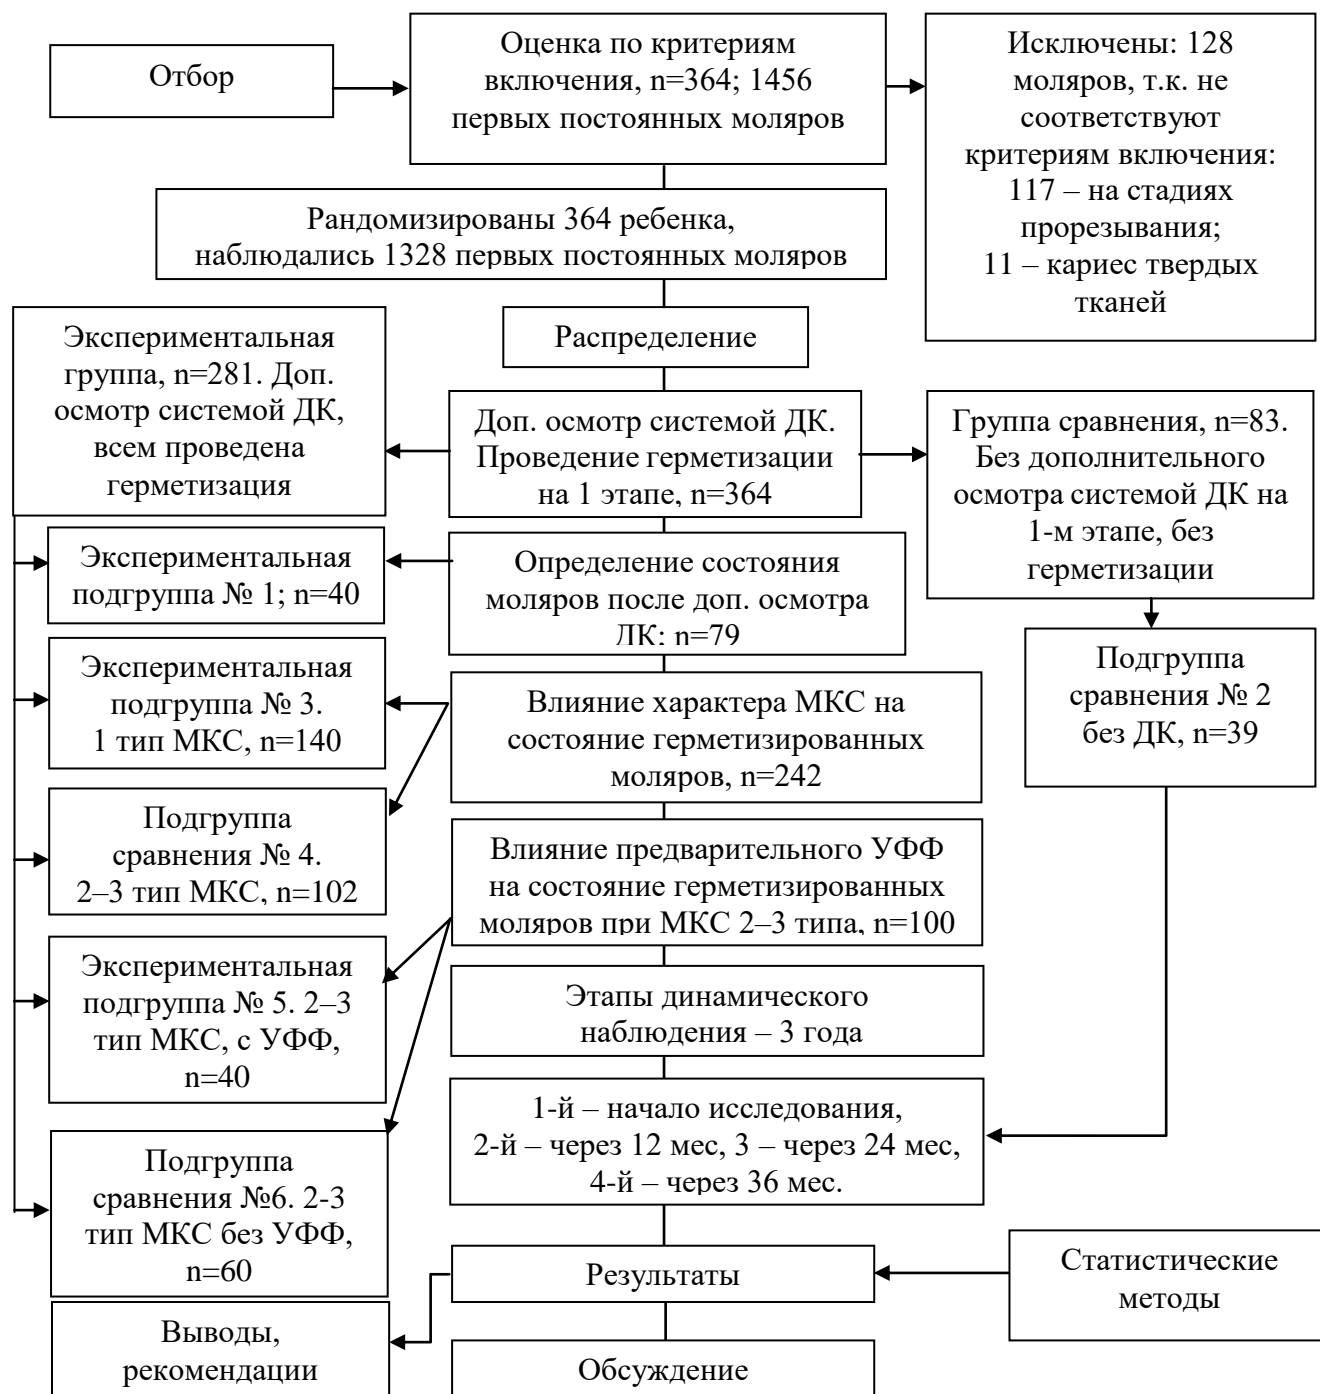 Отбор
Оценка по критериям
включения, n=364; 1456
первых постоянных моляров
Исключены: 128
моляров, т.к. не
соответствуют
критериям включения:
117 – на стадиях
прорезывания;
11 – кариес твердых
тканей
Рандомизированы 364 ребенка,
наблюдались 1328 первых постоянных моляров
Распределение
Экспериментальная
группа, n=281. Доп.
осмотр системой ДК,
всем проведена
герметизация
Доп. осмотр системой ДК.
Проведение герметизации
на 1 этапе, n=364
Группа сравнения, n=83.
Без дополнительного
осмотра системой ДК на
1-м этапе, без
герметизации
Экспериментальная
подгруппа № 1; n=40
Определение состояния
моляров после доп. осмотра
ДК; n=79
Подгруппа
сравнения № 2
без ДК, n=39
Экспериментальная
подгруппа № 3.
1 тип МКС, n=140
Влияние характера МКС на
состояние герметизированных
моляров, n=242
Подгруппа
сравнения № 4.
2–3 тип МКС, n=102
Влияние предварительного УФФ
на состояние герметизированных
моляров при МКС 2–3 типа, n=100
Экспериментальная
подгруппа № 5. 2–3
тип МКС, с УФФ,
n=40
Этапы динамического
наблюдения – 3 года
1-й – начало исследования,
2-й – через 12 мес, 3 – через 24 мес,
4-й – через 36 мес.
Подгруппа
сравнения №6. 2-3
тип МКС без УФФ,
n=60
Результаты
Статистические
методы
Выводы,
рекомендации
Обсуждение